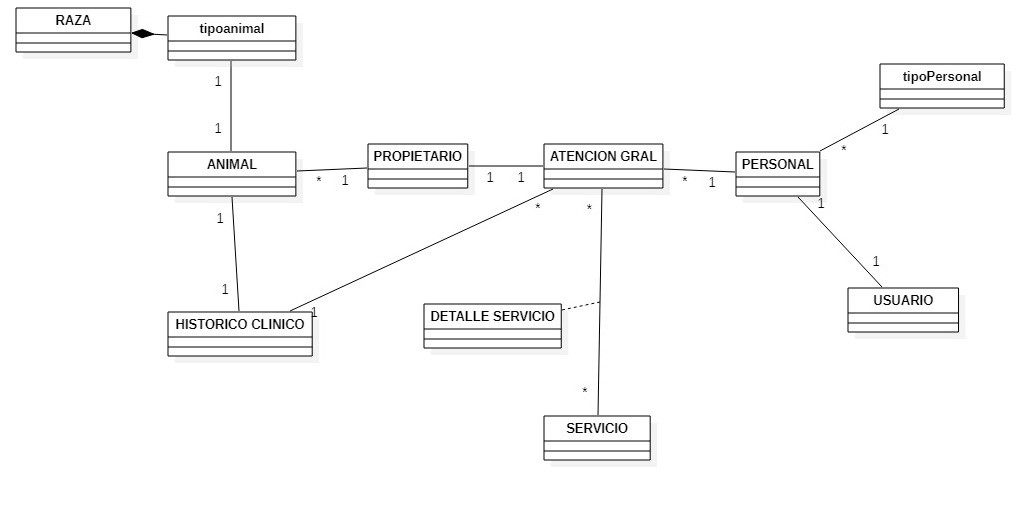 RAZA
tipoanimal
tipoPersonal
1
1
*
1
ANIMAL
PROPIETARIO
ATENCION GRAL
PERSONAL
*
1
1
1
*
1
1
*
*
1
1
1
1
USUARIO
HISTORICO CLINICO
DETALLE SERVICIO
*
SERVICIO